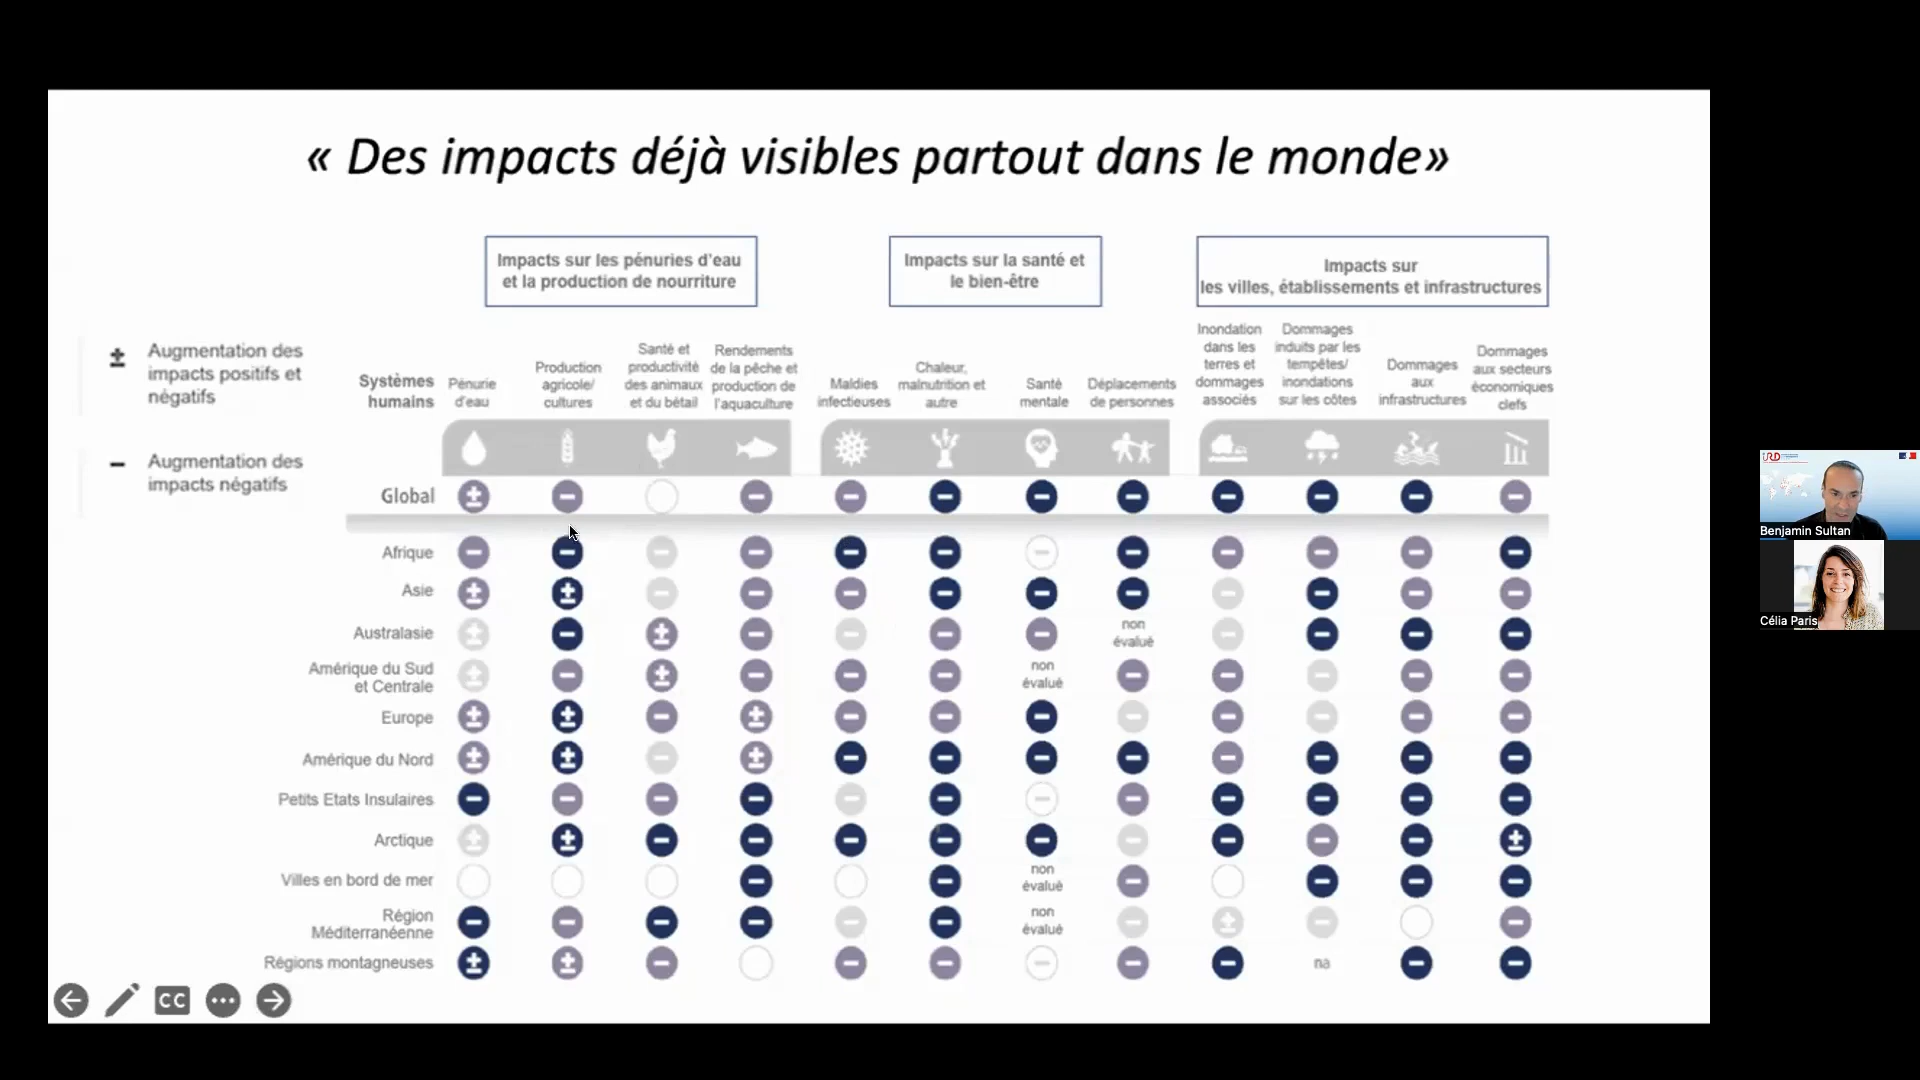 « Des impacts déjà visibles partout dans le monde»
Impacts sur les pénuries d'eau
et la production de nourriture
Impacts sur la santé et
le bien-être
Impacts sur
les villes, établissements et infrastructures
± Augmentation des
impacts positifs et
négatifs
− Augmentation des
impacts négatifs
Systèmes
humains
Pénurie
d'eau
Production
agricole/
cultures
Santé et
productivité
des animaux
et du bétail
Rendements
de la pêche et
production de
l'aquaculture
Maldies
infectieuses
Chaleur,
malnutrition et
autre
Santé
mentale
Déplacements
de personnes
Inondation
dans les
terres et
dommages
associés
Dommages
induits par les
tempêtes/
inondations
sur les côtes
Dommages
aux
infrastructures
Dommages
aux secteurs
économiques
clefs
Global ± − − − − − − − − − −
Afrique − − − − − − − − − − − −
Asie ± ± − − − − − − − − − −
Australasie ± − ± − − − − non évalué − − − −
Amérique du Sud
et Centrale ± − ± − − − non évalué − − − − −
Europe ± ± − ± − − − − − − − −
Amérique du Nord ± ± − ± − − − − − − − −
Petits Etats Insulaires − − − − − − − − − − − −
Arctique ± ± − − − − − − − − − ±
Villes en bord de mer − − non évalué − − − −
Région
Méditerranéenne − − − − − − non évalué − ± − −
Régions montagneuses ± ± − − − − − − na − −
CC
IRD
Benjamin Sultan
Célia Paris